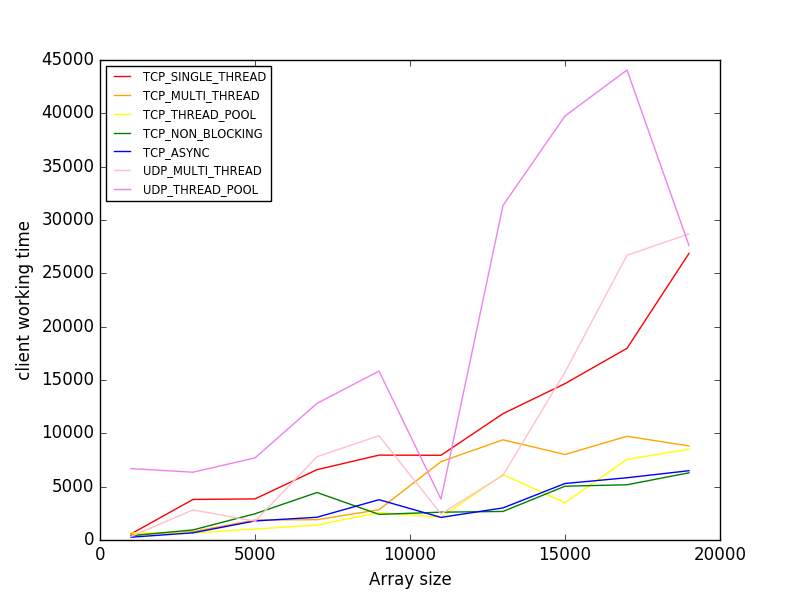 45000
40000
35000
30000
25000
20000
15000
10000
5000
0
client working time
TCP_SINGLE_THREAD
TCP_MULTI_THREAD
TCP_THREAD_POOL
TCP_NON_BLOCKING
TCP_ASYNC
UDP_MULTI_THREAD
UDP_THREAD_POOL
0 5000 10000 15000 20000
Array size